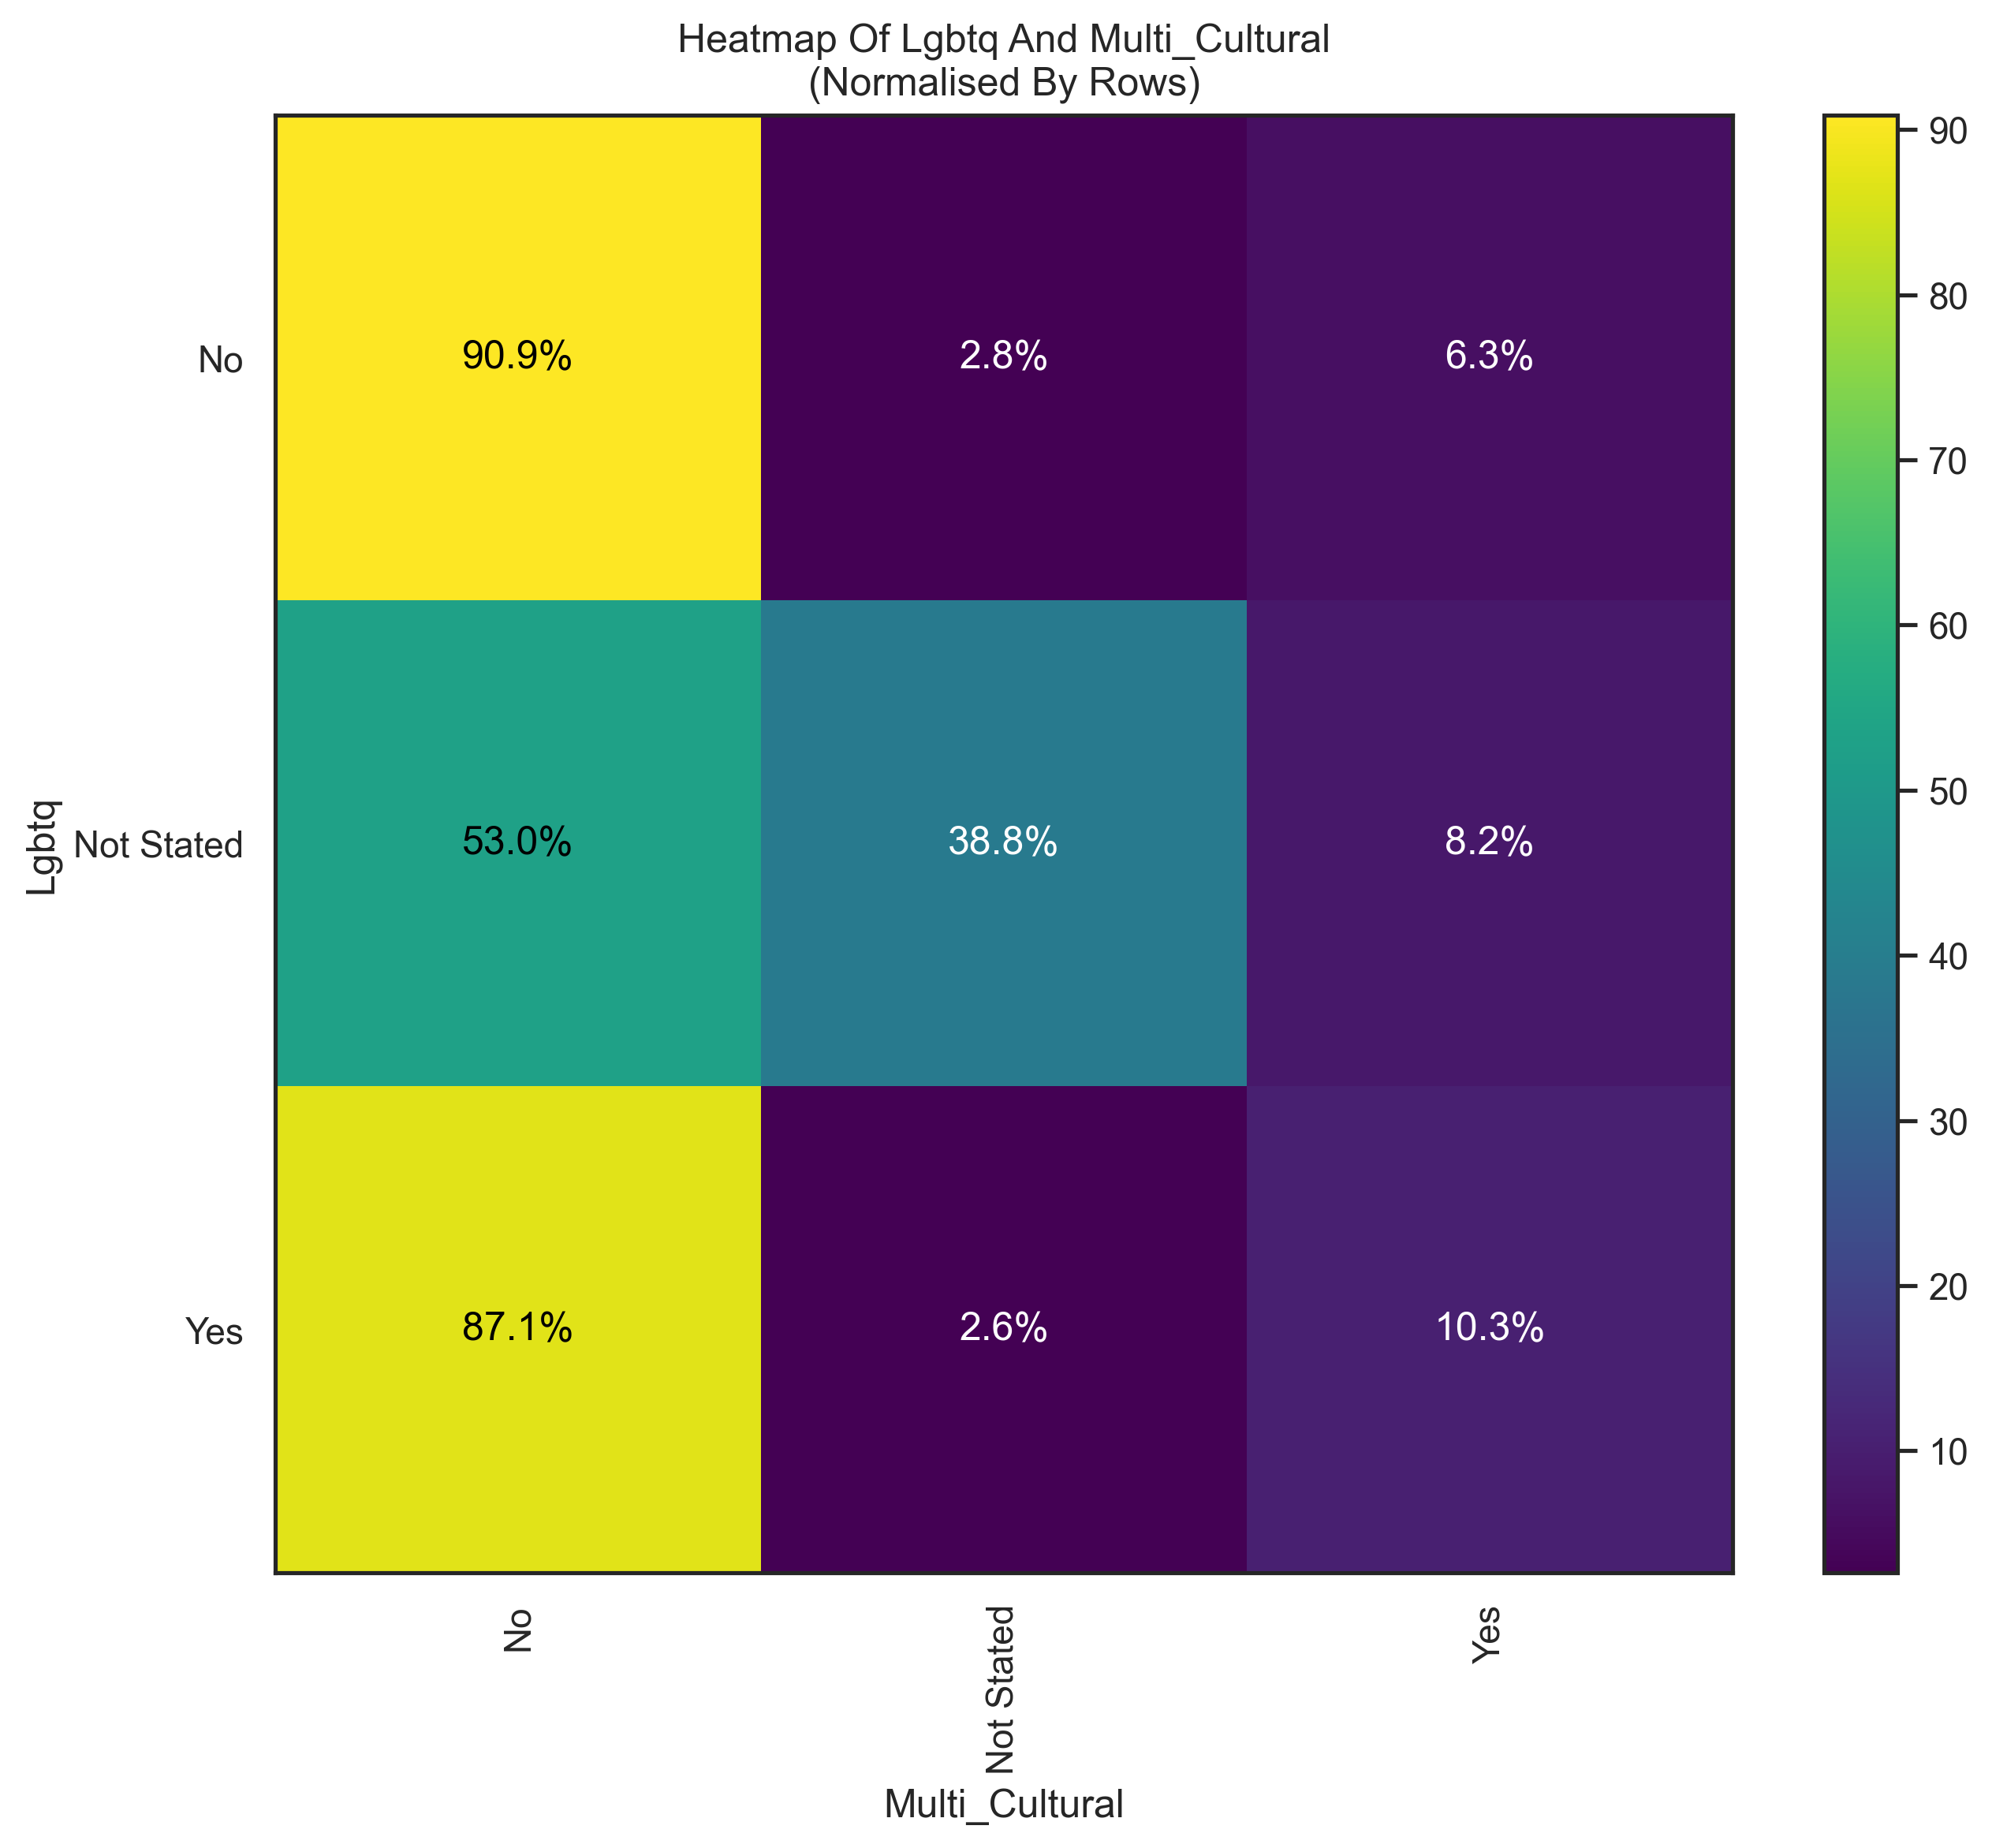 Heatmap Of Lgbtq And Multi_Cultural
(Normalised By Rows)
90
80
70
60
50
40
30
20
10
Lgbtq
No
90.9%
2.8%
6.3%
Not Stated
53.0%
38.8%
8.2%
Yes
87.1%
2.6%
10.3%
No
Not Stated
Yes
Multi_Cultural